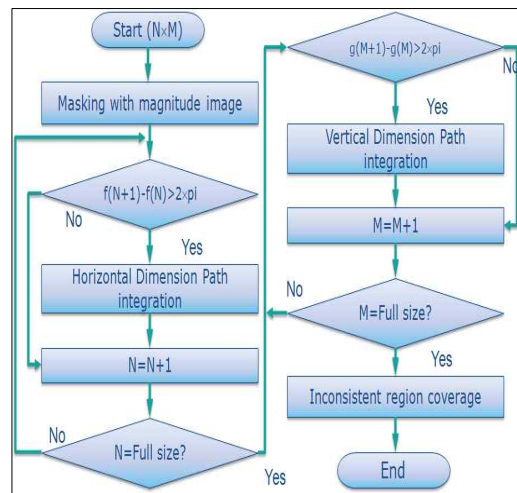 Start (N×M)
Masking with magnitude image
f(N+1)-f(N)>2×pi
No
Yes
Horizontal Dimension Path
integration
N=N+1
No
N=Full size?
Yes
g(M+1)-g(M)>2×pi
No
Yes
Vertical Dimension Path
integration
M=M+1
No
M=Full size?
Yes
Inconsistent region coverage
End